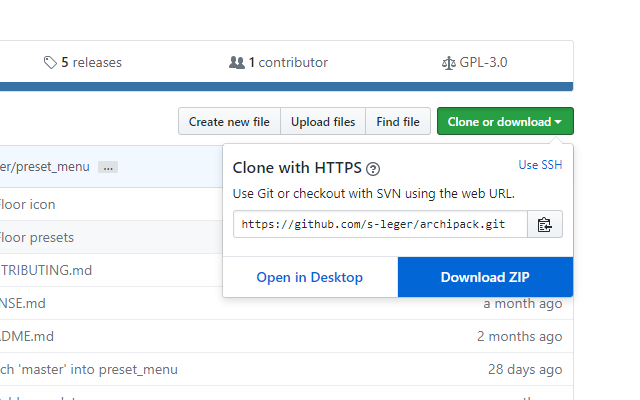 5 releases
1 contributor
GPL-3.0
Create new file
Upload files
Find file
Clone or download
er/preset_menu ...
Clone with HTTPS ?
Use SSH
Use Git or checkout with SVN using the web URL.
https://github.com/s-leger/archipack.git
Open in Desktop
Download ZIP
Floor icon
Floor presets
TRIBUTING.md
NSE.md
a month ago
DME.md
2 months ago
ch 'master' into preset_menu
28 days ago